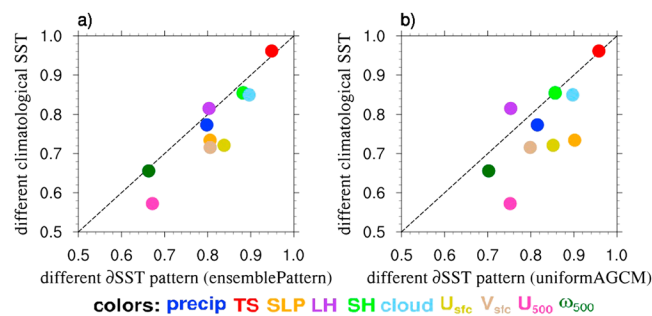 a)
b)
different climatological SST
1.0
0.9
0.8
0.7
0.6
0.5
0.5 0.6 0.7 0.8 0.9 1.0
different ∂SST pattern (ensemblePattern)
different climatological SST
1.0
0.9
0.8
0.7
0.6
0.5
0.5 0.6 0.7 0.8 0.9 1.0
different ∂SST pattern (uniformAGCM)
colors: precip TS SLP LH SH cloud Usfc Vsfc U500 ω500